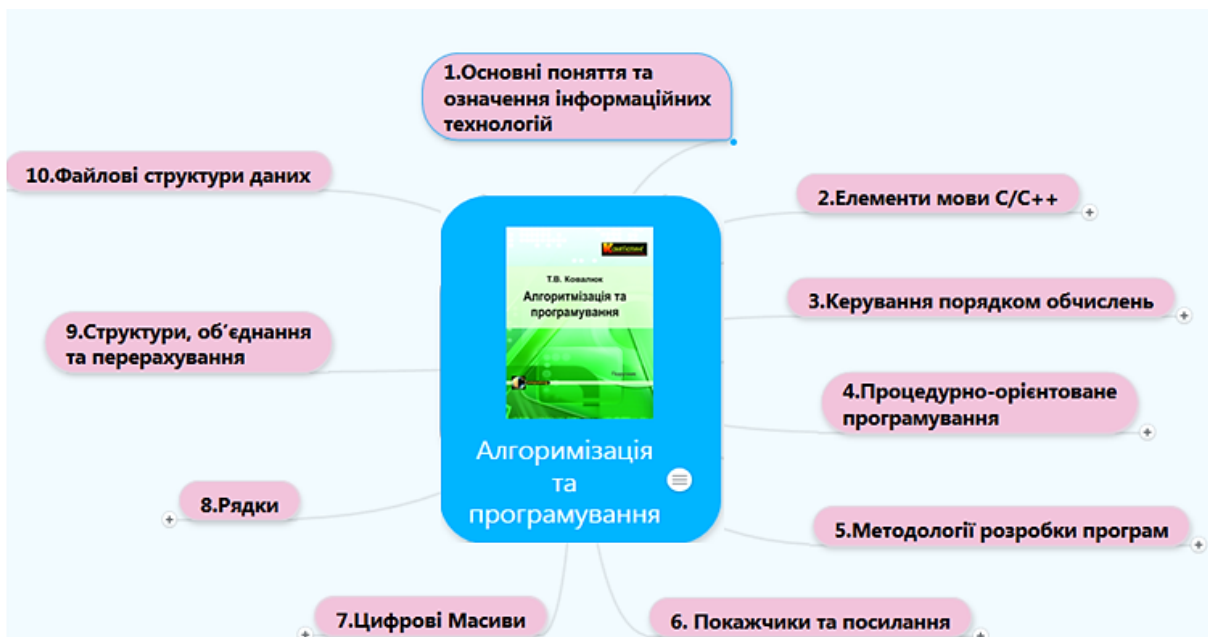 1.Основні поняття та
означення інформаційних
технологій
2.Елементи мови С/С++
3.Керування порядком обчислень
4.Процедурно-орієнтоване
програмування
5.Методології розробки програм
6. Покажчики та посилання
7.Цифрові Масиви
8.Рядки
9.Структури, об’єднання
та перерахування
10.Файлові структури даних
Т.В. Ковалюк
Алгоритмізація та
програмування
Алгоримізація
та
програмування